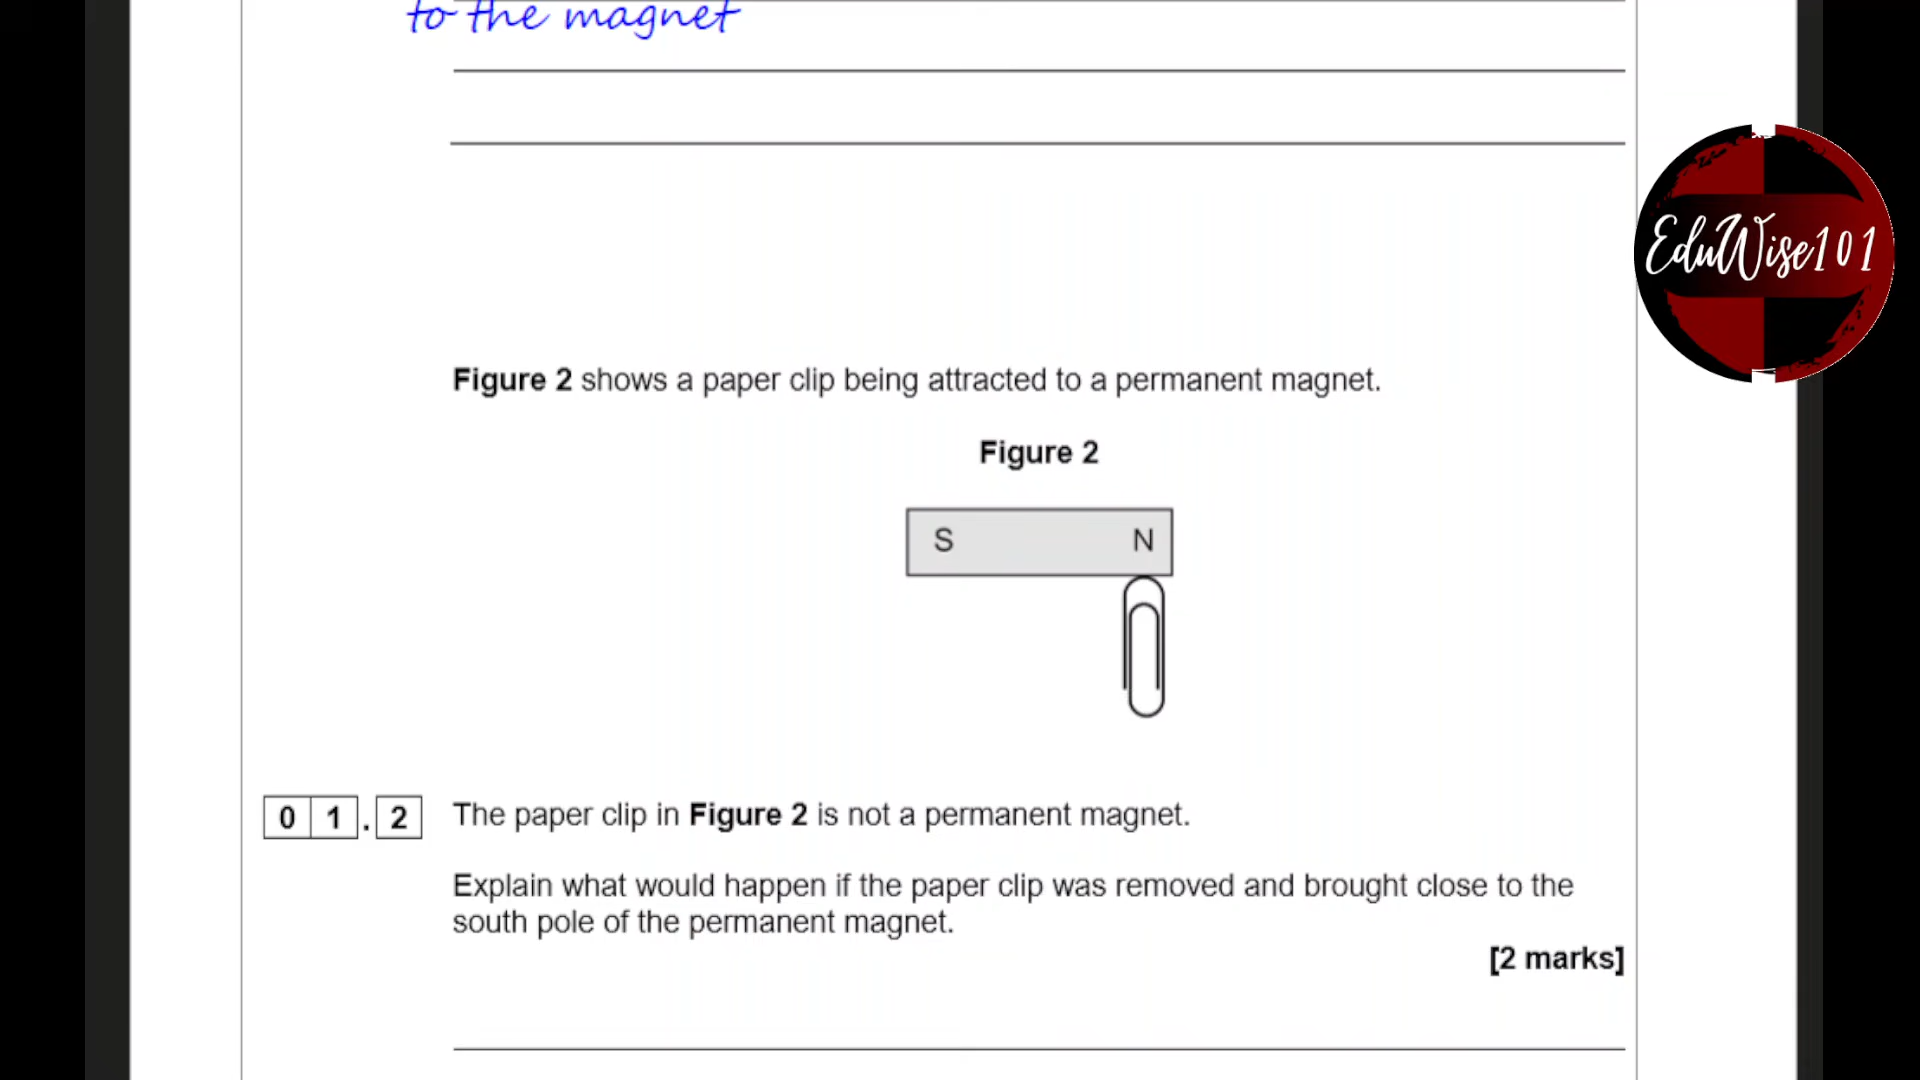 to the magnet
EduWise101
Figure 2 shows a paper clip being attracted to a permanent magnet.
Figure 2
S N
01.2 The paper clip in Figure 2 is not a permanent magnet.
Explain what would happen if the paper clip was removed and brought close to the
south pole of the permanent magnet.
[2 marks]